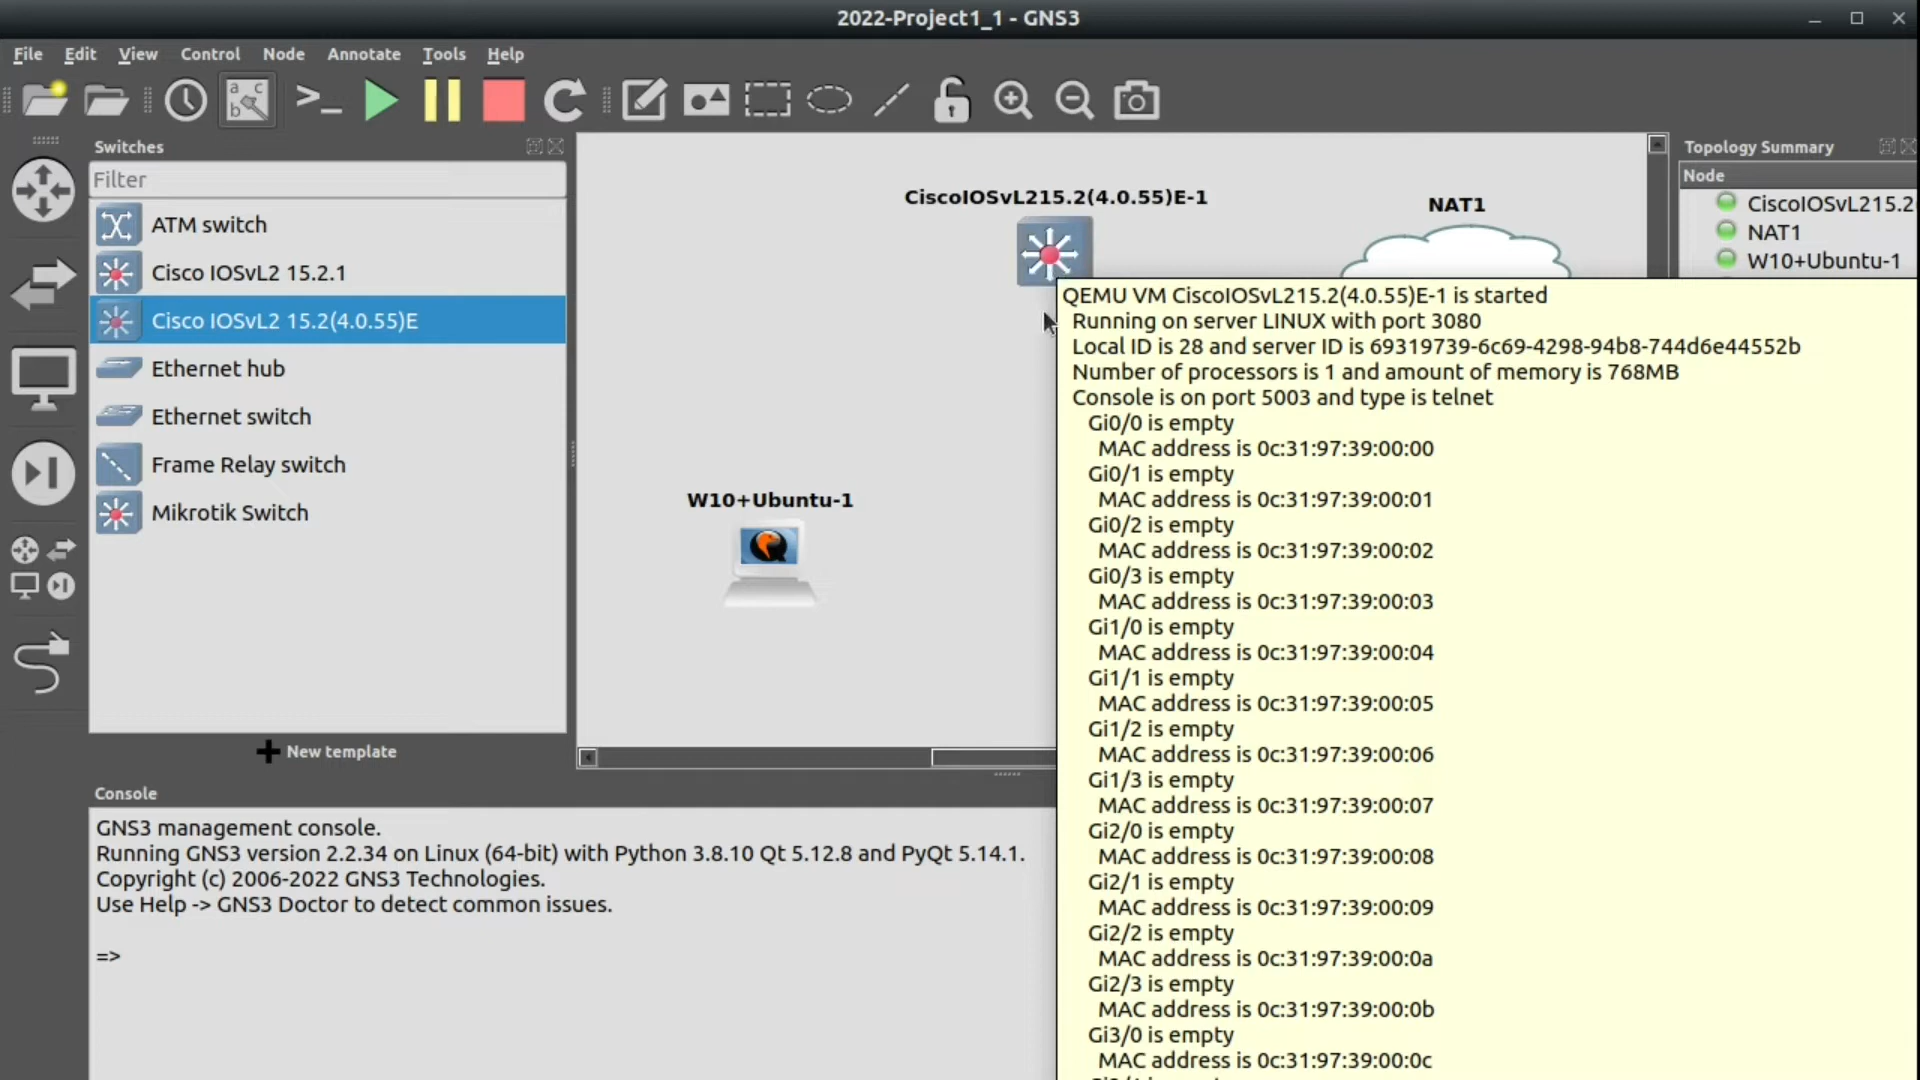 2022-Project1_1 - GNS3
File Edit View Control Node Annotate Tools Help
Switches
Filter
ATM switch
Cisco IOSvL2 15.2.1
Cisco IOSvL2 15.2(4.0.55)E
Ethernet hub
Ethernet switch
Frame Relay switch
Mikrotik Switch
New template
CiscoIOSvL215.2(4.0.55)E-1
NAT1
W10+Ubuntu-1
Topology Summary
Node
CiscoIOSvL215.2
NAT1
W10+Ubuntu-1
QEMU VM CiscoIOSvL215.2(4.0.55)E-1 is started
Running on server LINUX with port 3080
Local ID is 28 and server ID is 69319739-6c69-4298-94b8-744d6e44552b
Number of processors is 1 and amount of memory is 768MB
Console is on port 5003 and type is telnet
Gi0/0 is empty
MAC address is 0c:31:97:39:00:00
Gi0/1 is empty
MAC address is 0c:31:97:39:00:01
Gi0/2 is empty
MAC address is 0c:31:97:39:00:02
Gi0/3 is empty
MAC address is 0c:31:97:39:00:03
Gi1/0 is empty
MAC address is 0c:31:97:39:00:04
Gi1/1 is empty
MAC address is 0c:31:97:39:00:05
Gi1/2 is empty
MAC address is 0c:31:97:39:00:06
Gi1/3 is empty
MAC address is 0c:31:97:39:00:07
Gi2/0 is empty
MAC address is 0c:31:97:39:00:08
Gi2/1 is empty
MAC address is 0c:31:97:39:00:09
Gi2/2 is empty
MAC address is 0c:31:97:39:00:0a
Gi2/3 is empty
MAC address is 0c:31:97:39:00:0b
Gi3/0 is empty
MAC address is 0c:31:97:39:00:0c
Console
GNS3 management console.
Running GNS3 version 2.2.34 on Linux (64-bit) with Python 3.8.10 Qt 5.12.8 and PyQt 5.14.1.
Copyright (c) 2006-2022 GNS3 Technologies.
Use Help -> GNS3 Doctor to detect common issues.
=>